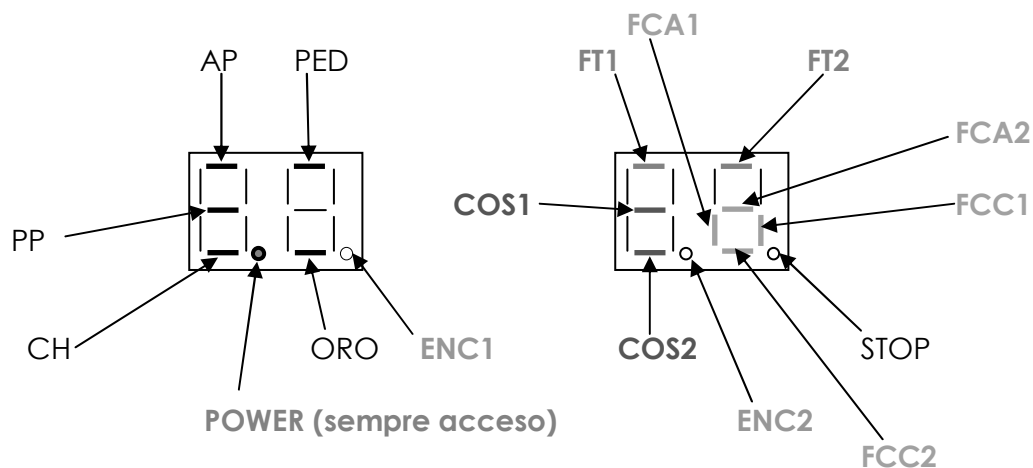 FCA1
AP PED FT1 FT2
FCA2
COS1 FCC1
PP
CH ORO ENC1 COS2 STOP
POWER (sempre acceso) ENC2
FCC2